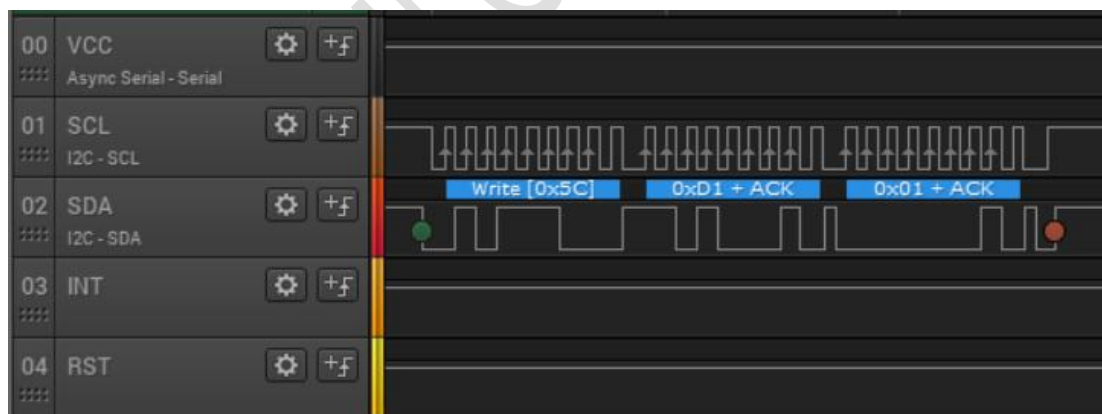 00 VCC
Async Serial - Serial
01 SCL
I2C - SCL
Write [0x5C] 0xD1 + ACK 0x01 + ACK
02 SDA
I2C - SDA
03 INT
04 RST